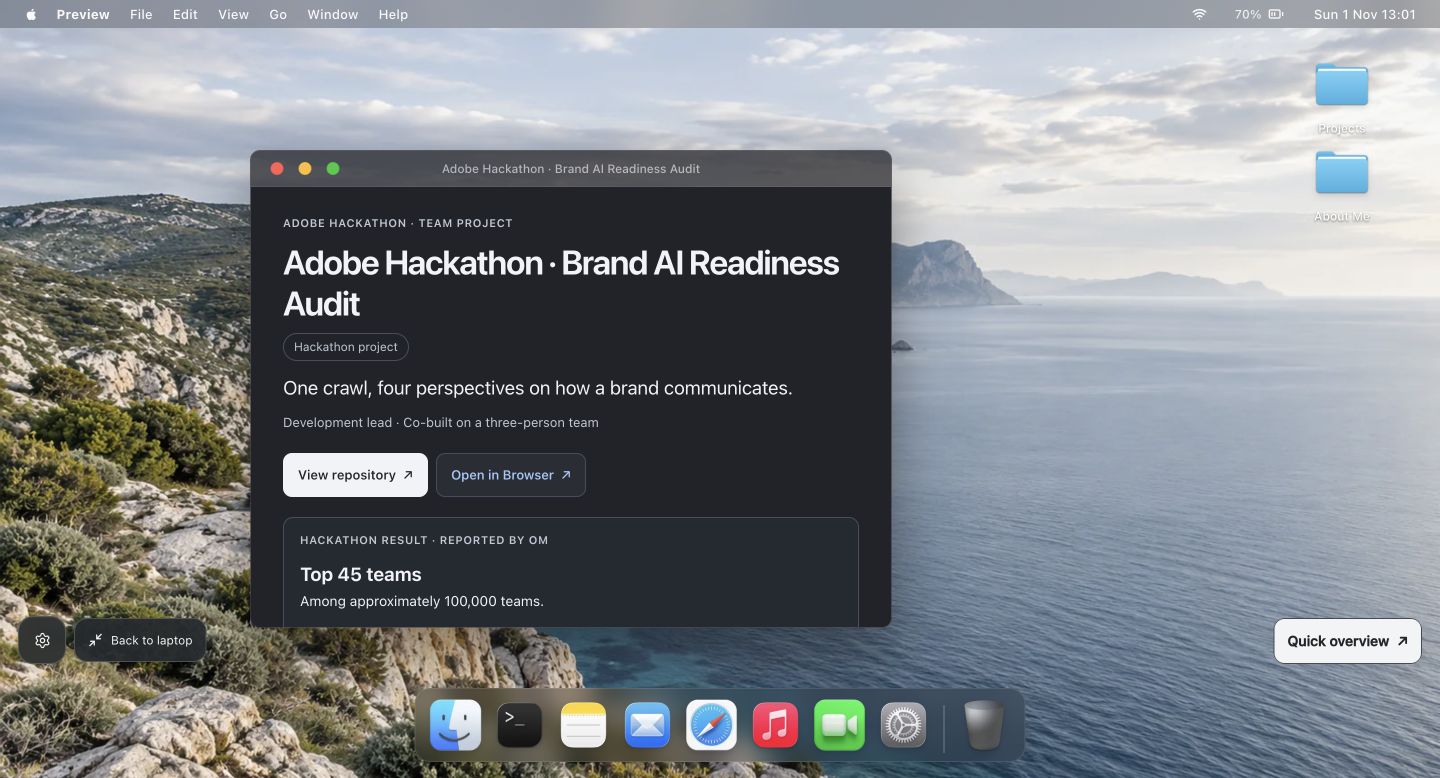 Preview File Edit View Go Window Help 70% Sun 1 Nov 13:01
Projects
About Me
Adobe Hackathon · Brand AI Readiness Audit
ADOBE HACKATHON · TEAM PROJECT
Adobe Hackathon · Brand AI Readiness
Audit
Hackathon project
One crawl, four perspectives on how a brand communicates.
Development lead · Co-built on a three-person team
View repository ↗ Open in Browser ↗
HACKATHON RESULT · REPORTED BY OM
Top 45 teams
Among approximately 100,000 teams.
Back to laptop
Quick overview ↗
>_